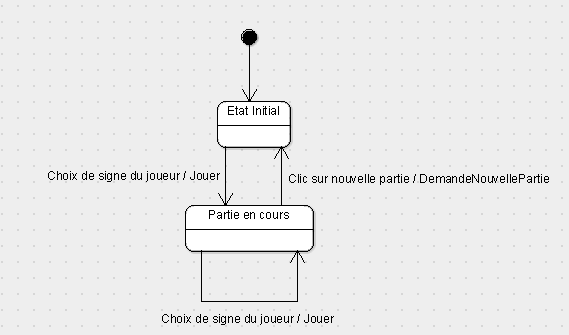 Etat Initial
Choix de signe du joueur / Jouer
Clic sur nouvelle partie / DemandeNouvellePartie
Partie en cours
Choix de signe du joueur / Jouer